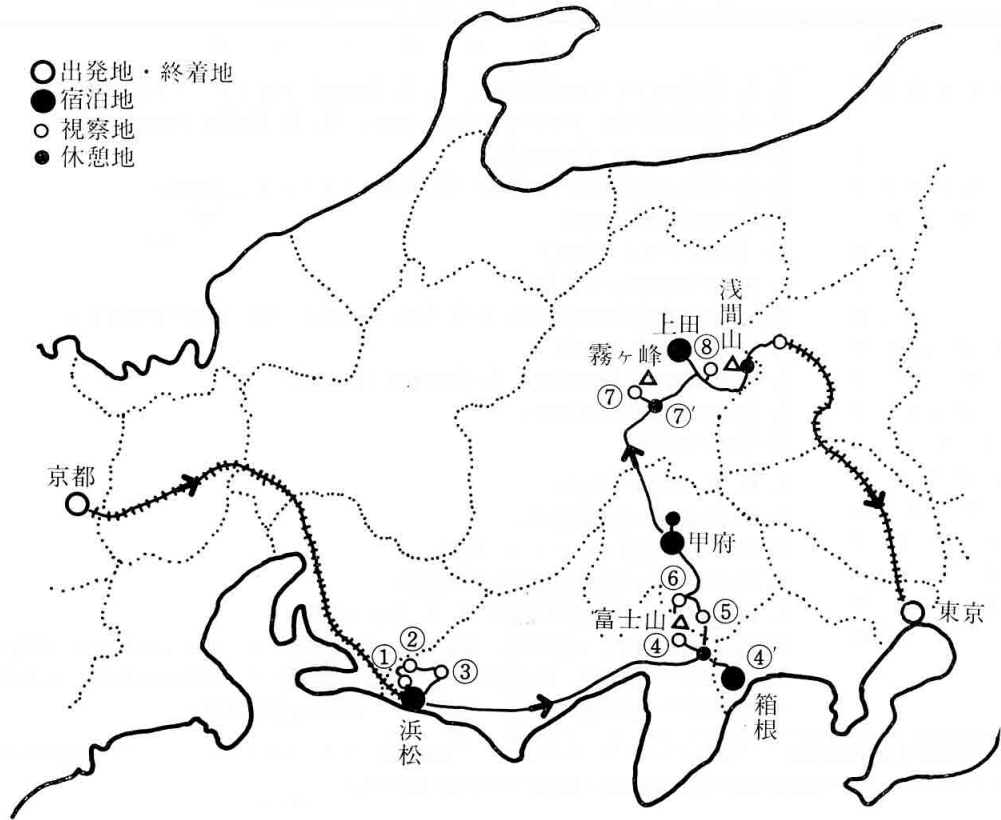 出発地・終着地
宿泊地
視察地
休憩地
浅間山
上田
⑧
霧ヶ峰
⑦
⑦′
京都
甲府
⑥
⑤
富士山
④
東京
④′
箱根
①
②
③
浜松